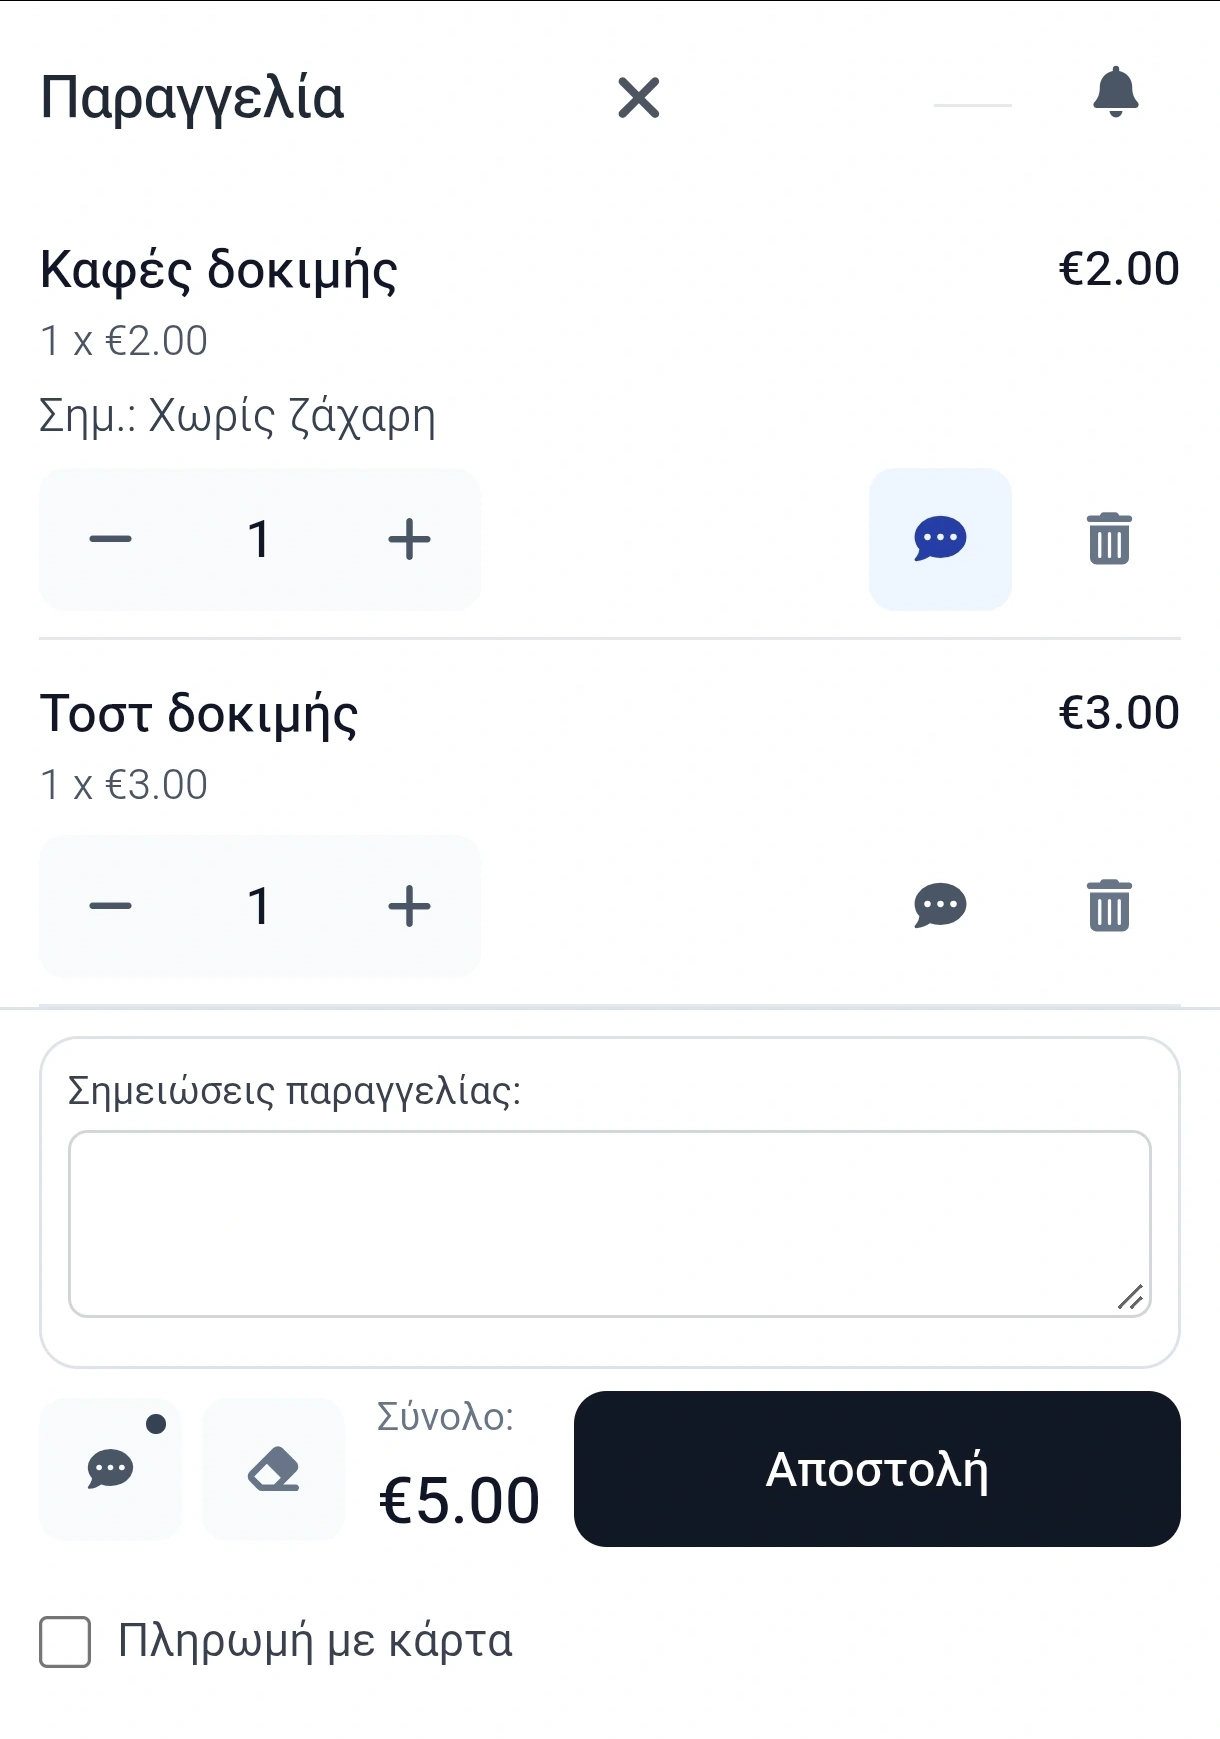 Παραγγελία
Καφές δοκιμής €2.00
1 x €2.00
Σημ.: Χωρίς ζάχαρη
1
Τοστ δοκιμής €3.00
1 x €3.00
1
Σημειώσεις παραγγελίας:
Σύνολο:
€5.00
Αποστολή
Πληρωμή με κάρτα